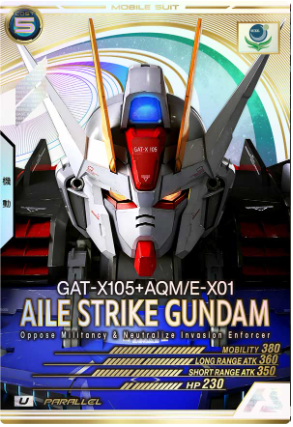 MOBILE SUIT
5
機動
GAT-X 105
GAT-X105+AQM/E-X01
AILE STRIKE GUNDAM
Oppose Militancy & Neutralize Invasion Enforcer
MOBILITY 380
LONG RANGE ATK 360
SHORT RANGE ATK 350
HP 230
U PARALLEL